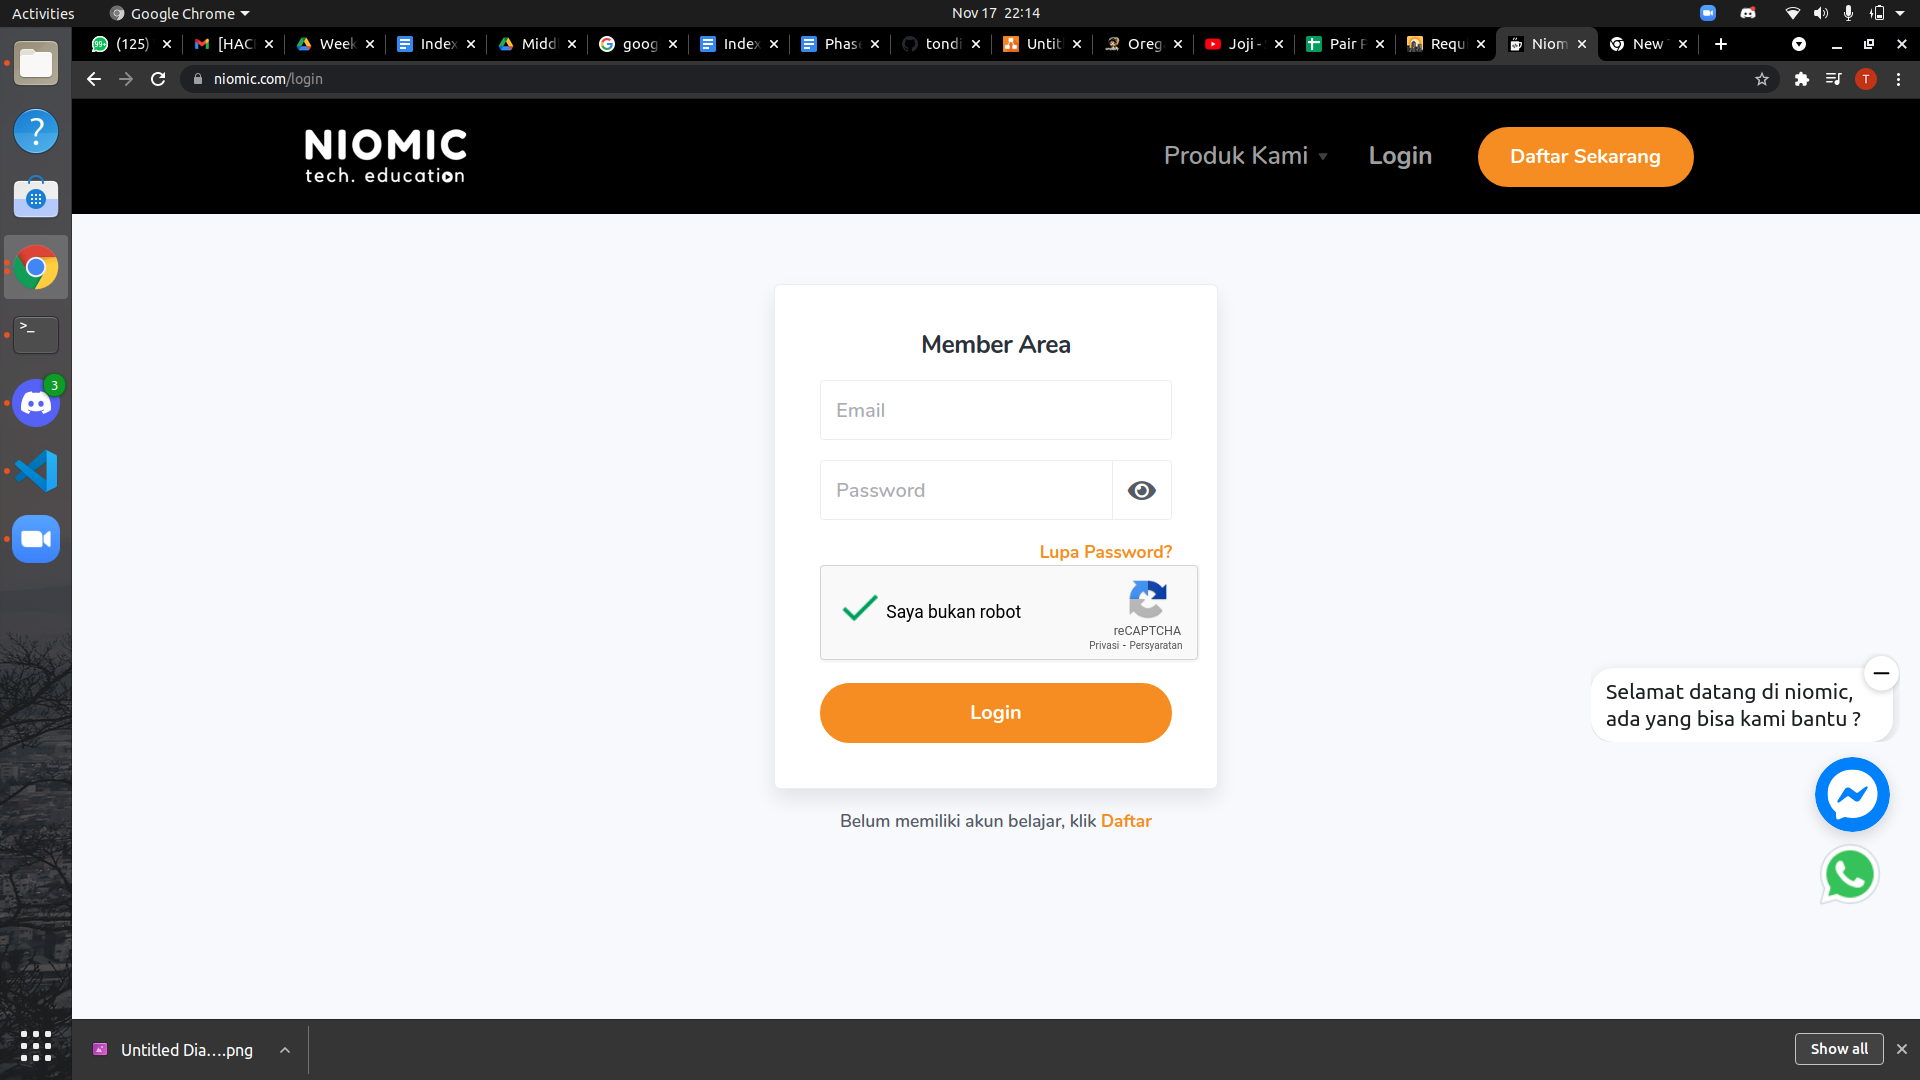 Activities
Google Chrome
Nov 17 22:14
(125)
[HAC
Week
Index
Midd
goog
Index
Phase
tondi
Untit
Oreg
Joji -
Pair P
Requi
Niom
New
niomic.com/login
T
NIOMIC
tech. education
Produk Kami
Login
Daftar Sekarang
3
Member Area
Email
Password
Lupa Password?
Saya bukan robot
reCAPTCHA
Privasi - Persyaratan
Login
Belum memiliki akun belajar, klik Daftar
Selamat datang di niomic,
ada yang bisa kami bantu ?
Untitled Dia....png
Show all